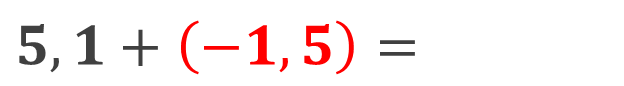 5,1 + (−1,5) =